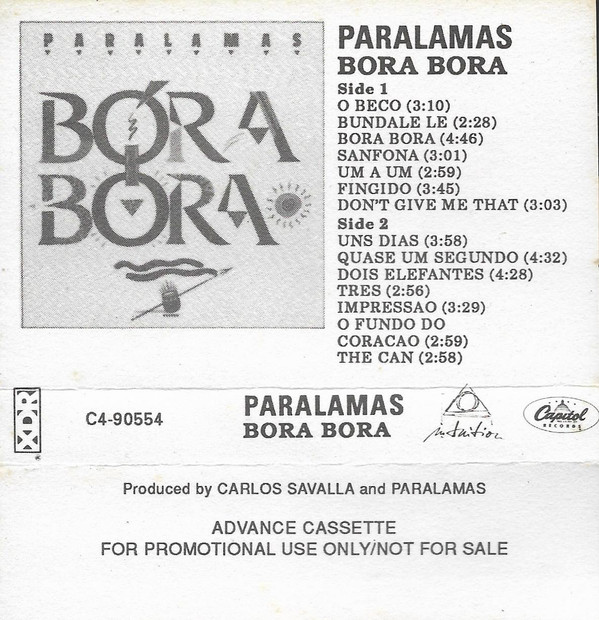 PARALAMAS
BORA
BORA
PARALAMAS
BORA BORA
Side 1
O BECO (3:10)
BUNDALE LE (2:28)
BORA BORA (4:46)
SANFONA (3:01)
UM A UM (2:59)
FINGIDO (3:45)
DON'T GIVE ME THAT (3:03)
Side 2
UNS DIAS (3:58)
QUASE UM SEGUNDO (4:32)
DOIS ELEFANTES (4:28)
TRES (2:56)
IMPRESSAO (3:29)
O FUNDO DO
CORACAO (2:59)
THE CAN (2:58)
XDR
C4-90554
PARALAMAS
BORA BORA
intuition
Capitol
RECORDS
Produced by CARLOS SAVALLA and PARALAMAS
ADVANCE CASSETTE
FOR PROMOTIONAL USE ONLY/NOT FOR SALE